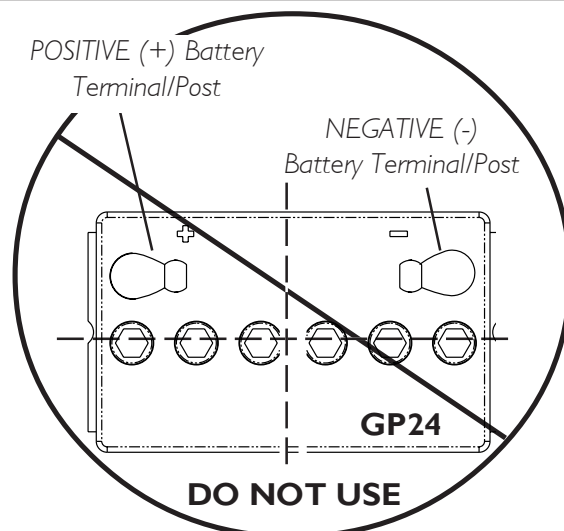 POSITIVE (+) Battery
Terminal/Post
NEGATIVE (-)
Battery Terminal/Post
+
-
GP24
DO NOT USE